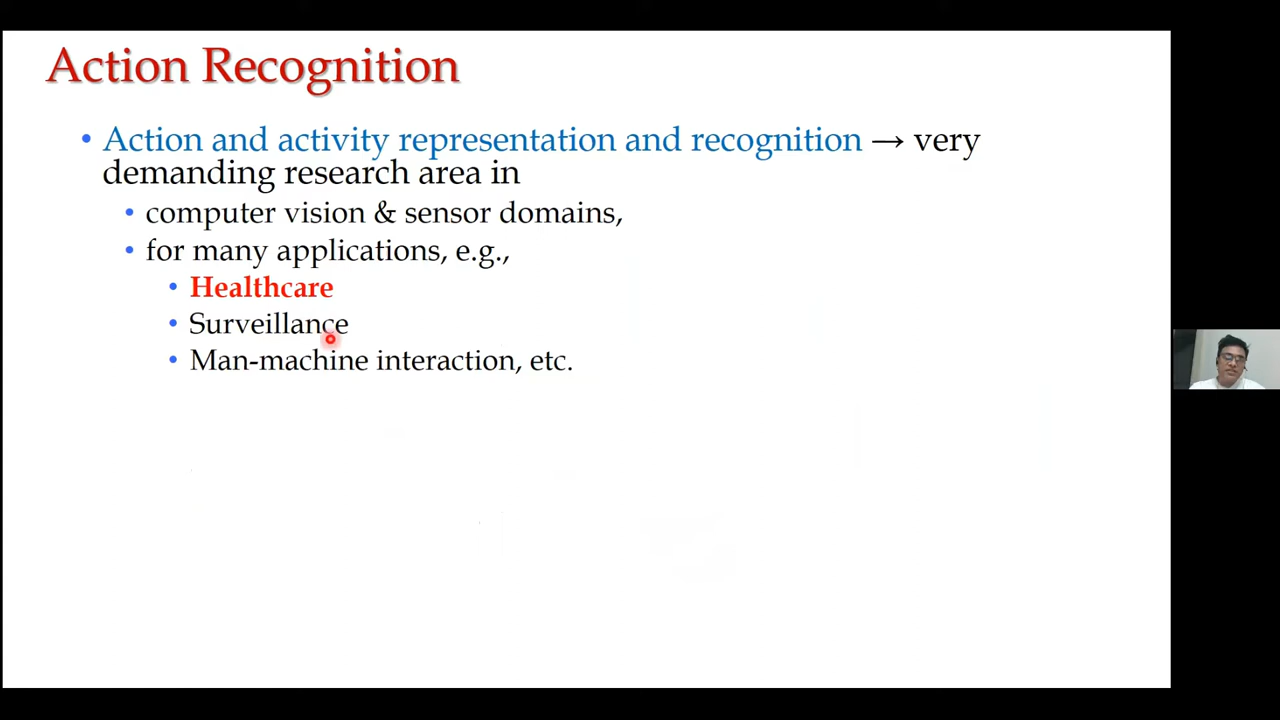 Action Recognition
• Action and activity representation and recognition → very
demanding research area in
• computer vision & sensor domains,
• for many applications, e.g.,
• Healthcare
• Surveillance
• Man-machine interaction, etc.